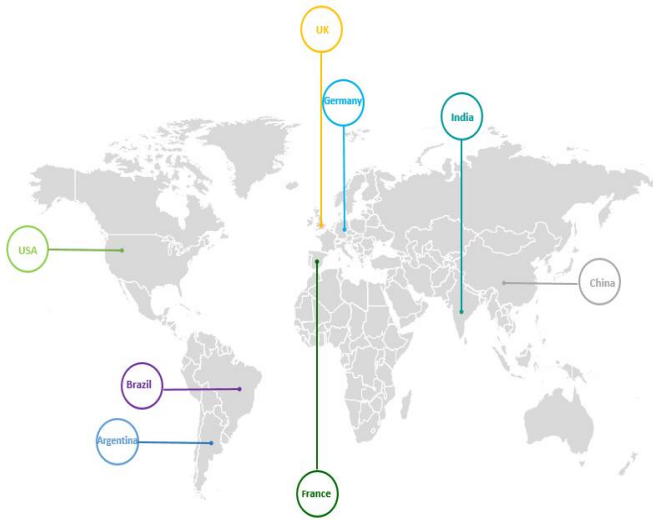 UK
Germany
India
USA
China
Brazil
Argentina
France